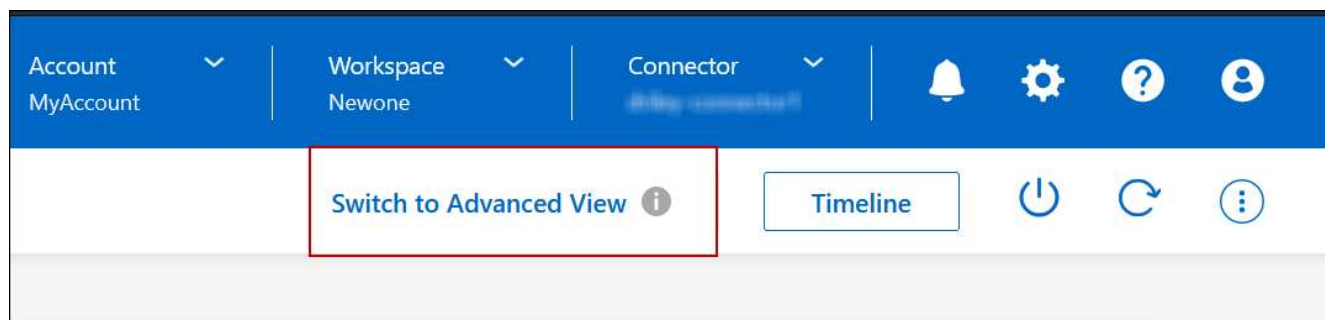 Account
MyAccount
Workspace
Newone
Connector
Switch to Advanced View
Timeline